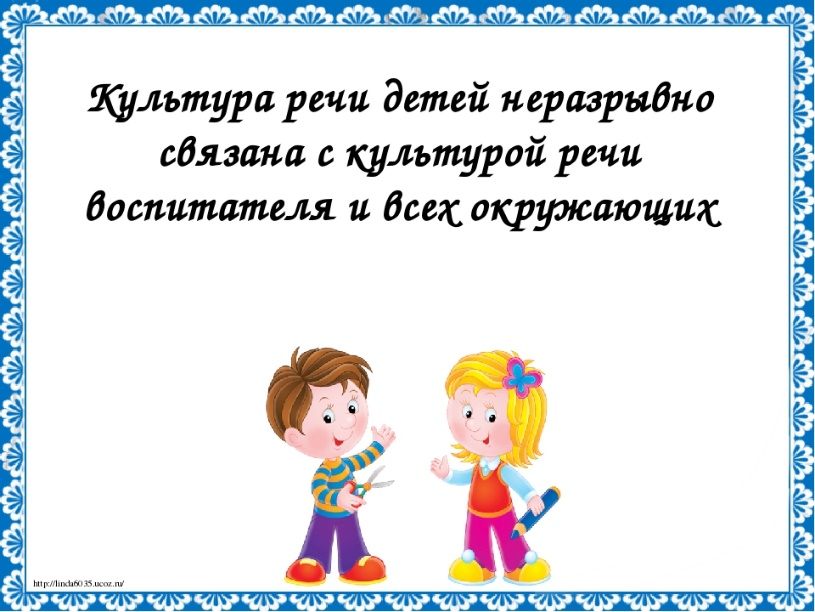 Культура речи детей неразрывно
связана с культурой речи
воспитателя и всех окружающих
http://linda6035.ucoz.ru/